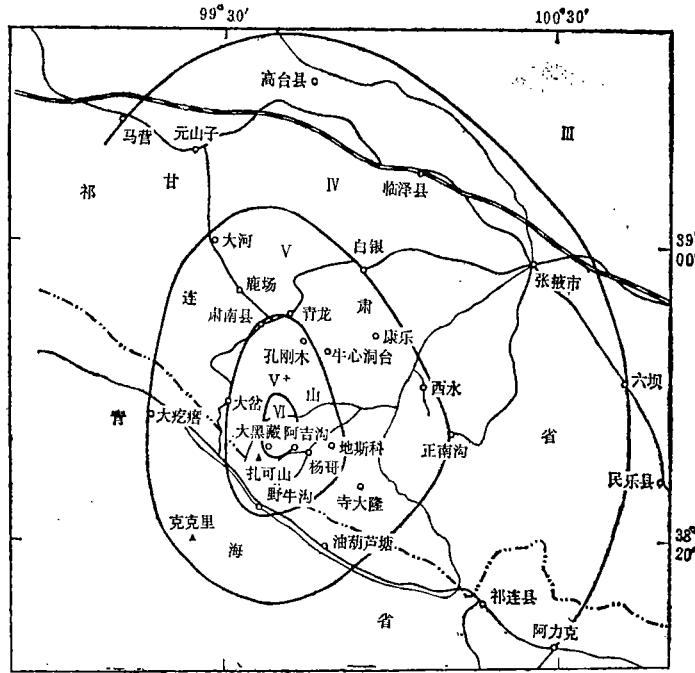 99°30′
100°30′
高台县
马营
元山子
III
祁
甘
IV
临泽县
大河
V
白银
39°00′
张掖市
连
鹿场
肃南县
青龙
肃
孔刚木
牛心洞台
康乐
V+
山
西水
六坝
大岔
VI
青
大疙瘩
大黑藏
阿吉沟
地斯科
正南沟
省
扎可山
杨哥
民乐县
野牛沟
寺大隆
克克里
海
油葫芦塘
38°20′
祁连县
省
阿力克